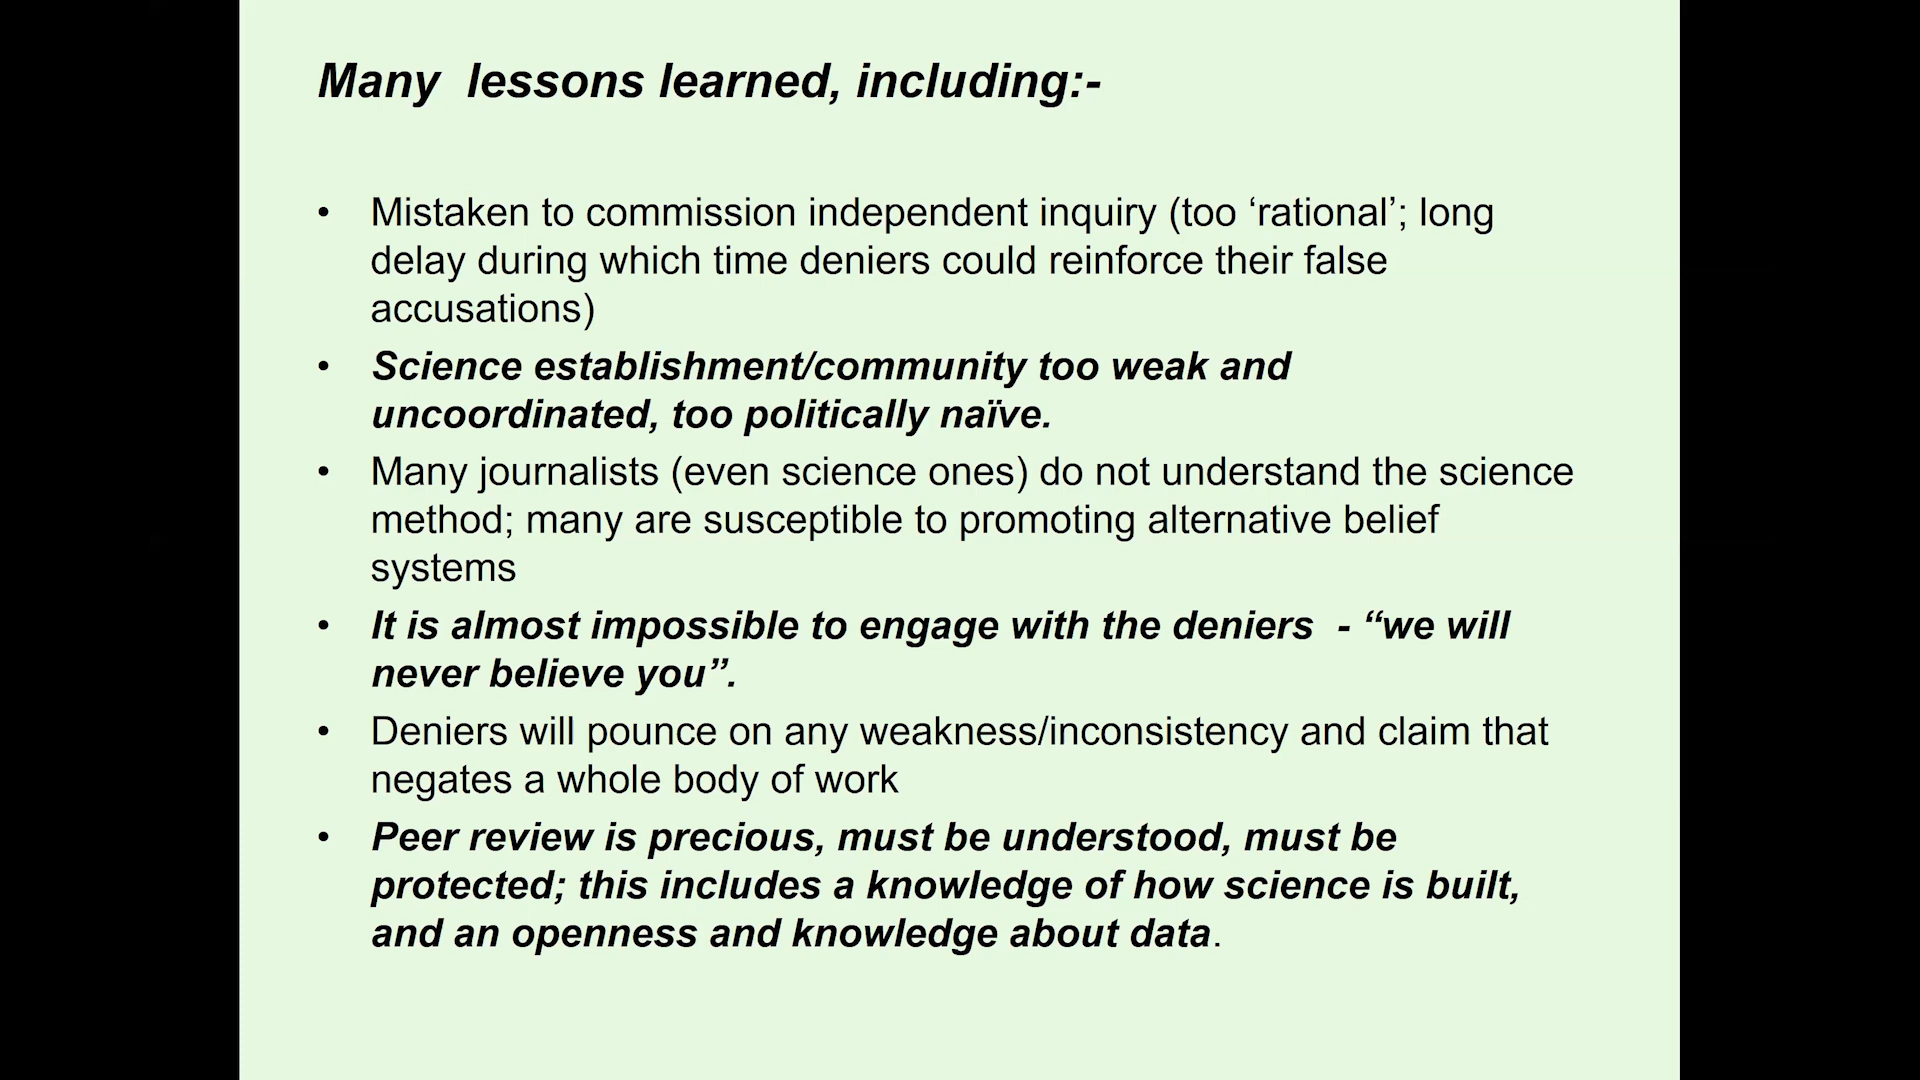 Many  lessons learned, including:-
• Mistaken to commission independent inquiry (too ‘rational’; long
delay during which time deniers could reinforce their false
accusations)
• Science establishment/community too weak and
uncoordinated, too politically naïve.
• Many journalists (even science ones) do not understand the science
method; many are susceptible to promoting alternative belief
systems
• It is almost impossible to engage with the deniers  - “we will
never believe you”.
• Deniers will pounce on any weakness/inconsistency and claim that
negates a whole body of work
• Peer review is precious, must be understood, must be
protected; this includes a knowledge of how science is built,
and an openness and knowledge about data.